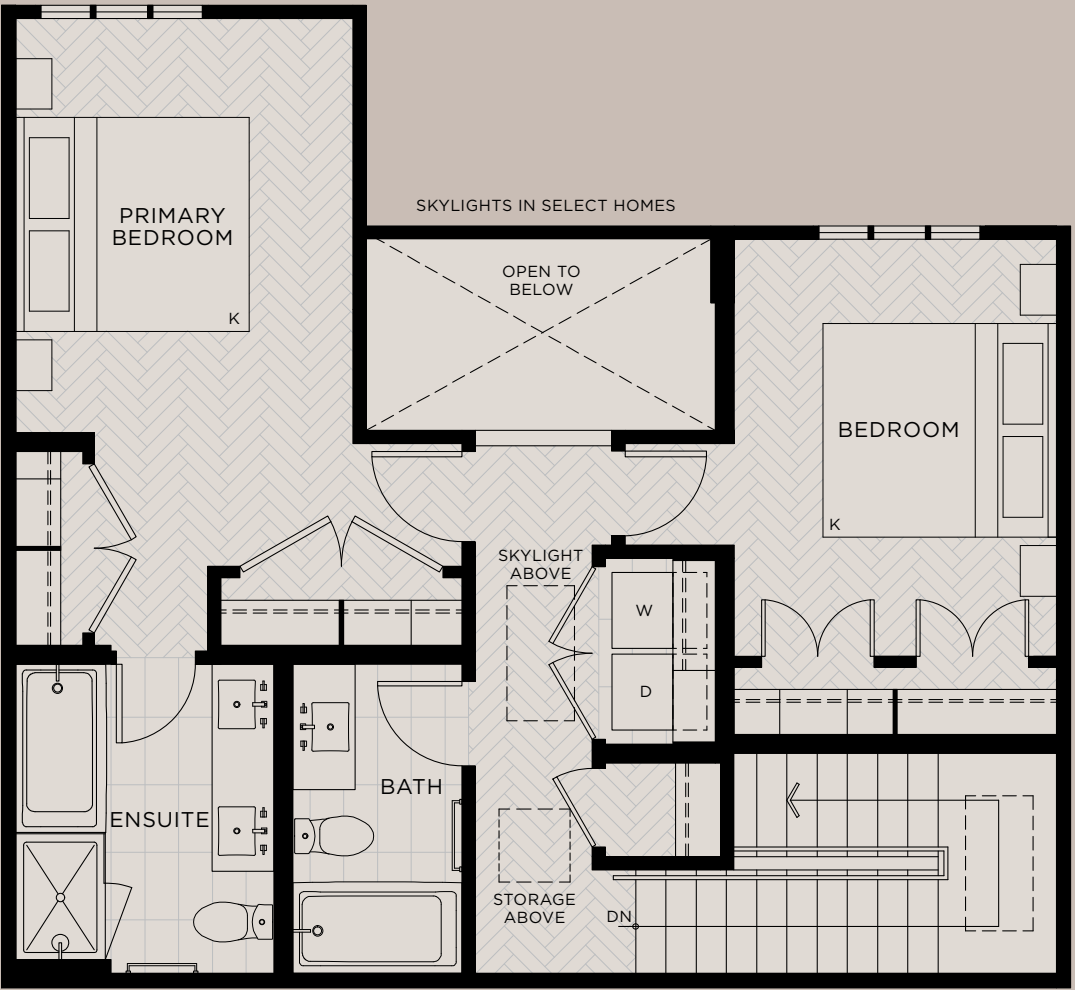 SKYLIGHTS IN SELECT HOMES
PRIMARY
BEDROOM
K
OPEN TO
BELOW
BEDROOM
K
SKYLIGHT
ABOVE
W
D
BATH
ENSUITE
STORAGE
ABOVE
DN